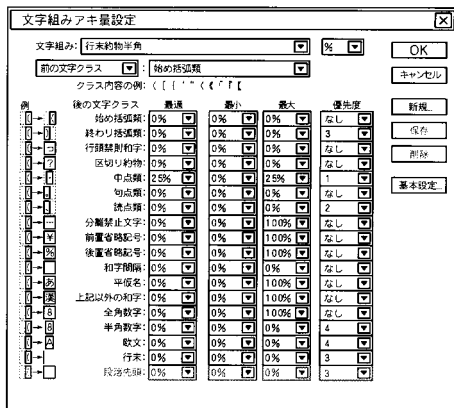 文字組みアキ量設定
文字組み: 行末約物半角 % OK
前の文字クラス : 始め括弧類 キャンセル
クラス内容の例:
例 後の文字クラス 最適 最小 最大 優先度 新規...
始め括弧類: 0% 0% 0% なし
終わり括弧類: 0% 0% 0% 3 保存
行頭禁則和字: 0% 0% 0% なし
区切り約物: 0% 0% 0% なし 削除
中点類: 25% 0% 25% 1
句点類: 0% 0% 0% なし 基本設定...
読点類: 0% 0% 0% 2
分離禁止文字: 0% 0% 100% なし
¥ 前置省略記号: 0% 0% 100% なし
% 後置省略記号: 0% 0% 100% なし
和字間隔: 0% 0% 0% なし
あ 平仮名: 0% 0% 100% なし
漢 上記以外の和字: 0% 0% 100% なし
8 全角数字: 0% 0% 100% なし
8 半角数字: 0% 0% 0% 4
A 欧文: 0% 0% 0% 4
行末: 0% 0% 0% 3
段落先頭: 0% 0% 0% 3